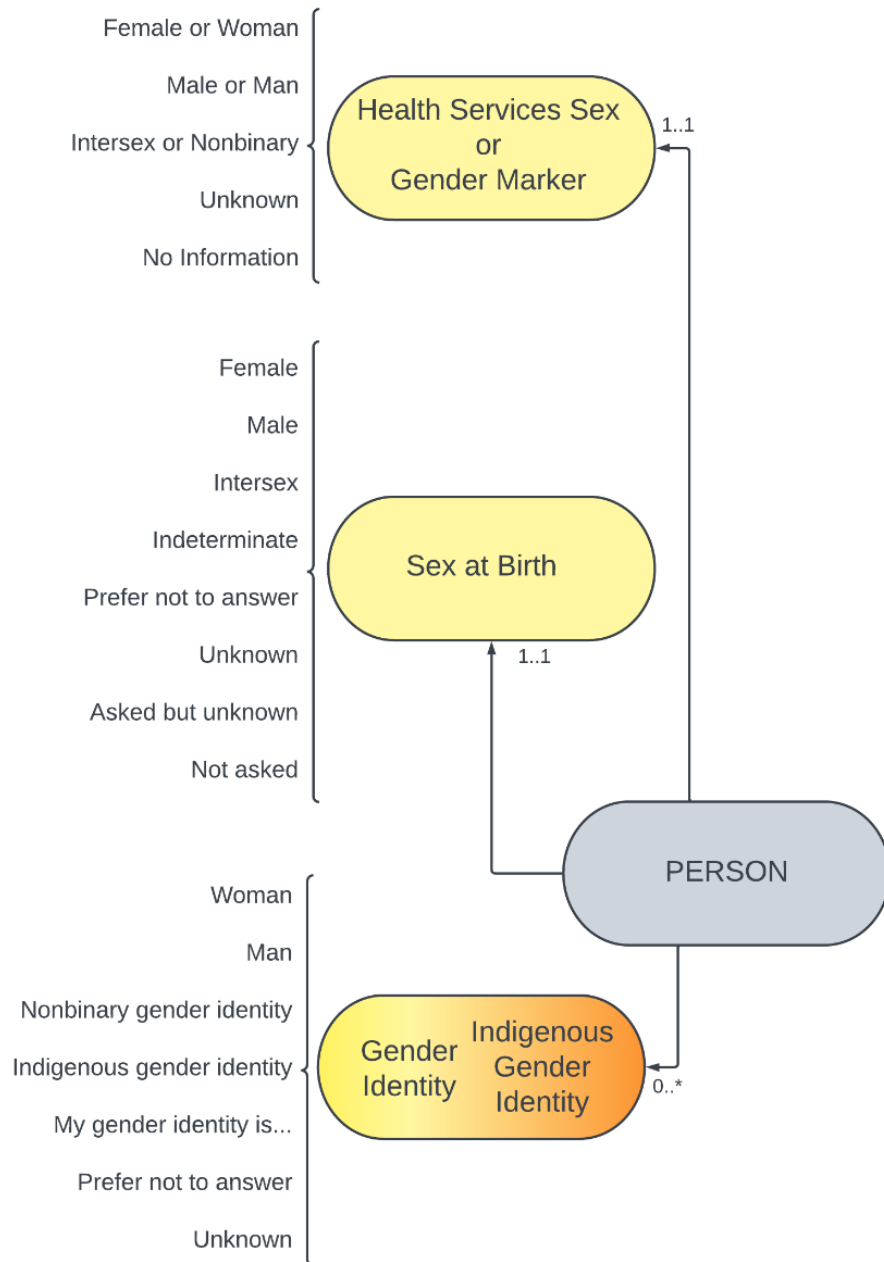 Female or Woman
Male or Man
Intersex or Nonbinary
Unknown
No Information
Health Services Sex
or
Gender Marker
1..1
Female
Male
Intersex
Indeterminate
Prefer not to answer
Unknown
Asked but unknown
Not asked
Sex at Birth
1..1
PERSON
Woman
Man
Nonbinary gender identity
Indigenous gender identity
My gender identity is...
Prefer not to answer
Unknown
Gender
Identity
Indigenous
Gender
Identity
0..*